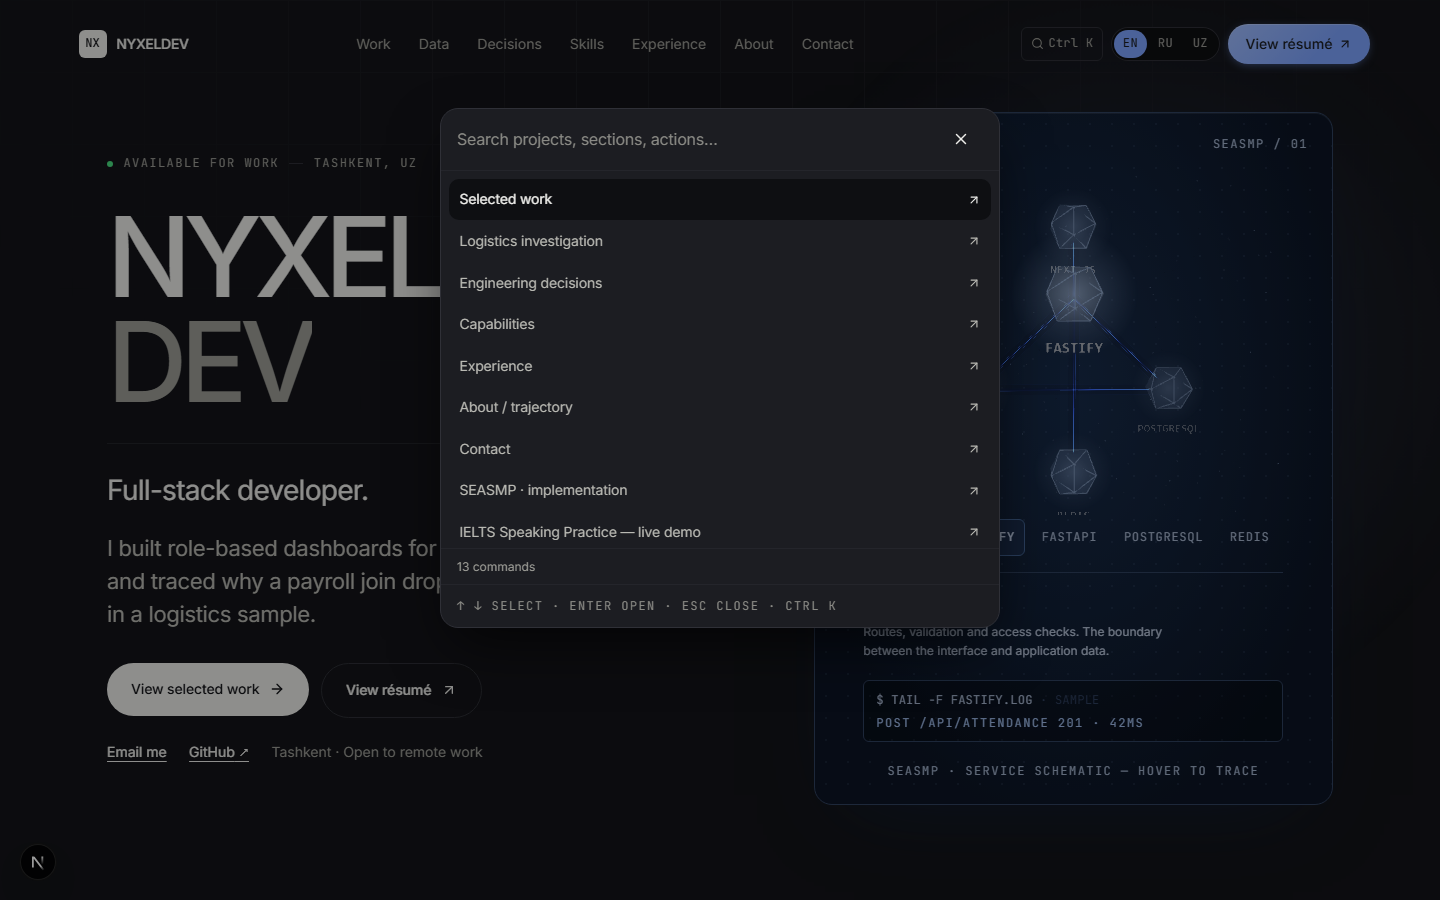 NX NYXELDEV
Work Data Decisions Skills Experience About Contact
Ctrl K
EN RU UZ
View résumé
AVAILABLE FOR WORK — TASHKENT, UZ
NYXEL
DEV
Full-stack developer.
I built role-based dashboards for
and traced why a payroll join
in a logistics sample.
View selected work →
View résumé ↗
Email me GitHub ↗ Tashkent · Open to remote work
Search projects, sections, actions...
Selected work
Logistics investigation
Engineering decisions
Capabilities
Experience
About / trajectory
Contact
SEASMP · implementation
IELTS Speaking Practice — live demo
13 commands
↑ ↓ SELECT · ENTER OPEN · ESC CLOSE · CTRL K
SEASMP / 01
FASTIFY
POSTGRESQL
FASTAPI POSTGRESQL REDIS
Routes, validation and access checks. The boundary
between the interface and application data.
$ TAIL -F FASTIFY.LOG · SAMPLE
POST /API/ATTENDANCE 201 · 42MS
SEASMP · SERVICE SCHEMATIC — HOVER TO TRACE
N